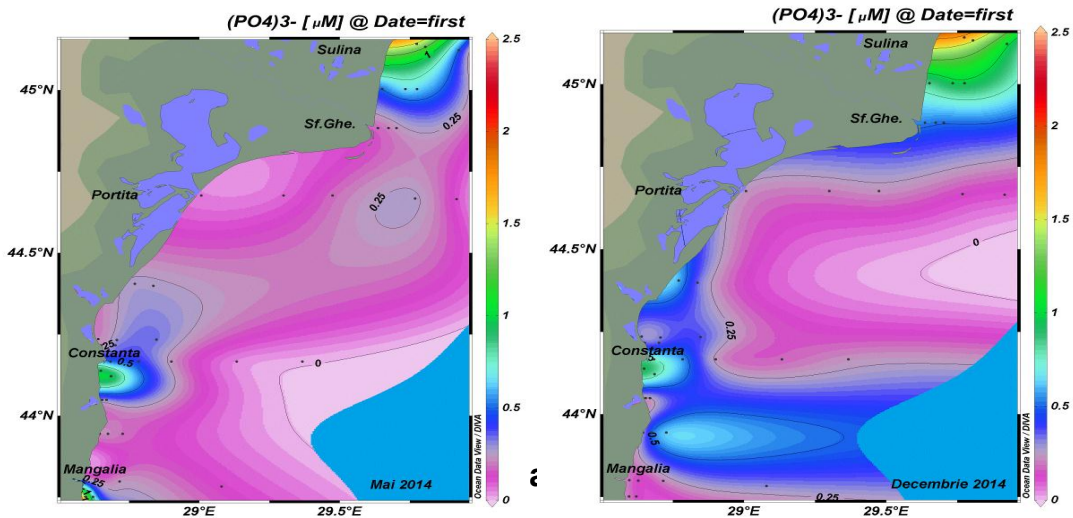 (PO4)3- [ µM] @ Date=first
Sulina
1
45°N
Sf.Ghe.
0.25
Portita
0.25
44.5°N
25
Constanta
0.5
0
44°N
Mangalia
0.25
Mai 2014
29°E
29.5°E
2.5
2
1.5
1
0.5
0
Ocean Data View / DIVA
a
(PO4)3- [ µM] @ Date=first
Sulina
45°N
Sf.Ghe.
0
Portita
0
44.5°N
0.25
Constanta
44°N
0.5
Mangalia
0.25
Decembrie 2014
29°E
29.5°E
2.5
2
1.5
1
0.5
0
Ocean Data View / DIVA